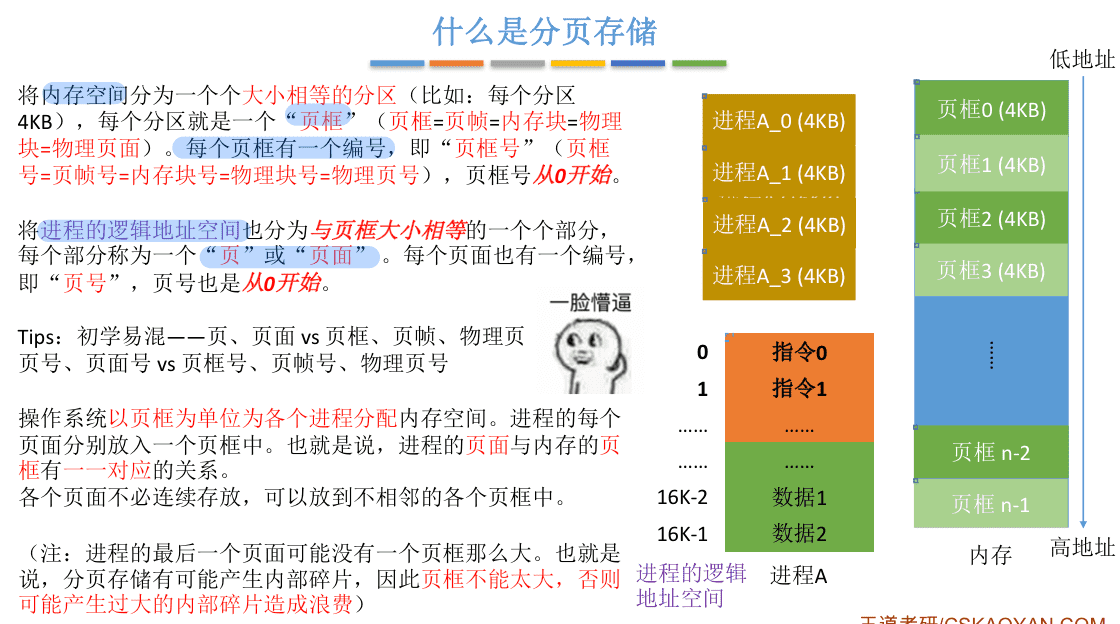 什么是分页存储
将内存空间分为一个个大小相等的分区（比如：每个分区
4KB），每个分区就是一个“页框”（页框=页帧=内存块=物理
块=物理页面）。每个页框有一个编号，即“页框号”（页框
号=页帧号=内存块号=物理块号=物理页号），页框号从0开始。
将进程的逻辑地址空间也分为与页框大小相等的一个个部分，
每个部分称为一个“页”或“页面”。每个页面也有一个编号，
即“页号”，页号也是从0开始。
一脸懵逼
Tips：初学易混——页、页面 vs 页框、页帧、物理页
页号、页面号 vs 页框号、页帧号、物理页号
操作系统以页框为单位为各个进程分配内存空间。进程的每个
页面分别放入一个页框中。也就是说，进程的页面与内存的页
框有一一对应的关系。
各个页面不必连续存放，可以放到不相邻的各个页框中。
（注：进程的最后一个页面可能没有一个页框那么大。也就是
说，分页存储有可能产生内部碎片，因此页框不能太大，否则
可能产生过大的内部碎片造成浪费）
进程A_0 (4KB)
进程A_1 (4KB)
进程A_2 (4KB)
进程A_3 (4KB)
0 指令0
1 指令1
…… ……
…… ……
16K-2 数据1
16K-1 数据2
进程的逻辑
地址空间
进程A
低地址
页框0 (4KB)
页框1 (4KB)
页框2 (4KB)
页框3 (4KB)
……
页框 n-2
页框 n-1
内存
高地址
王道考研/CSKAOYAN.COM